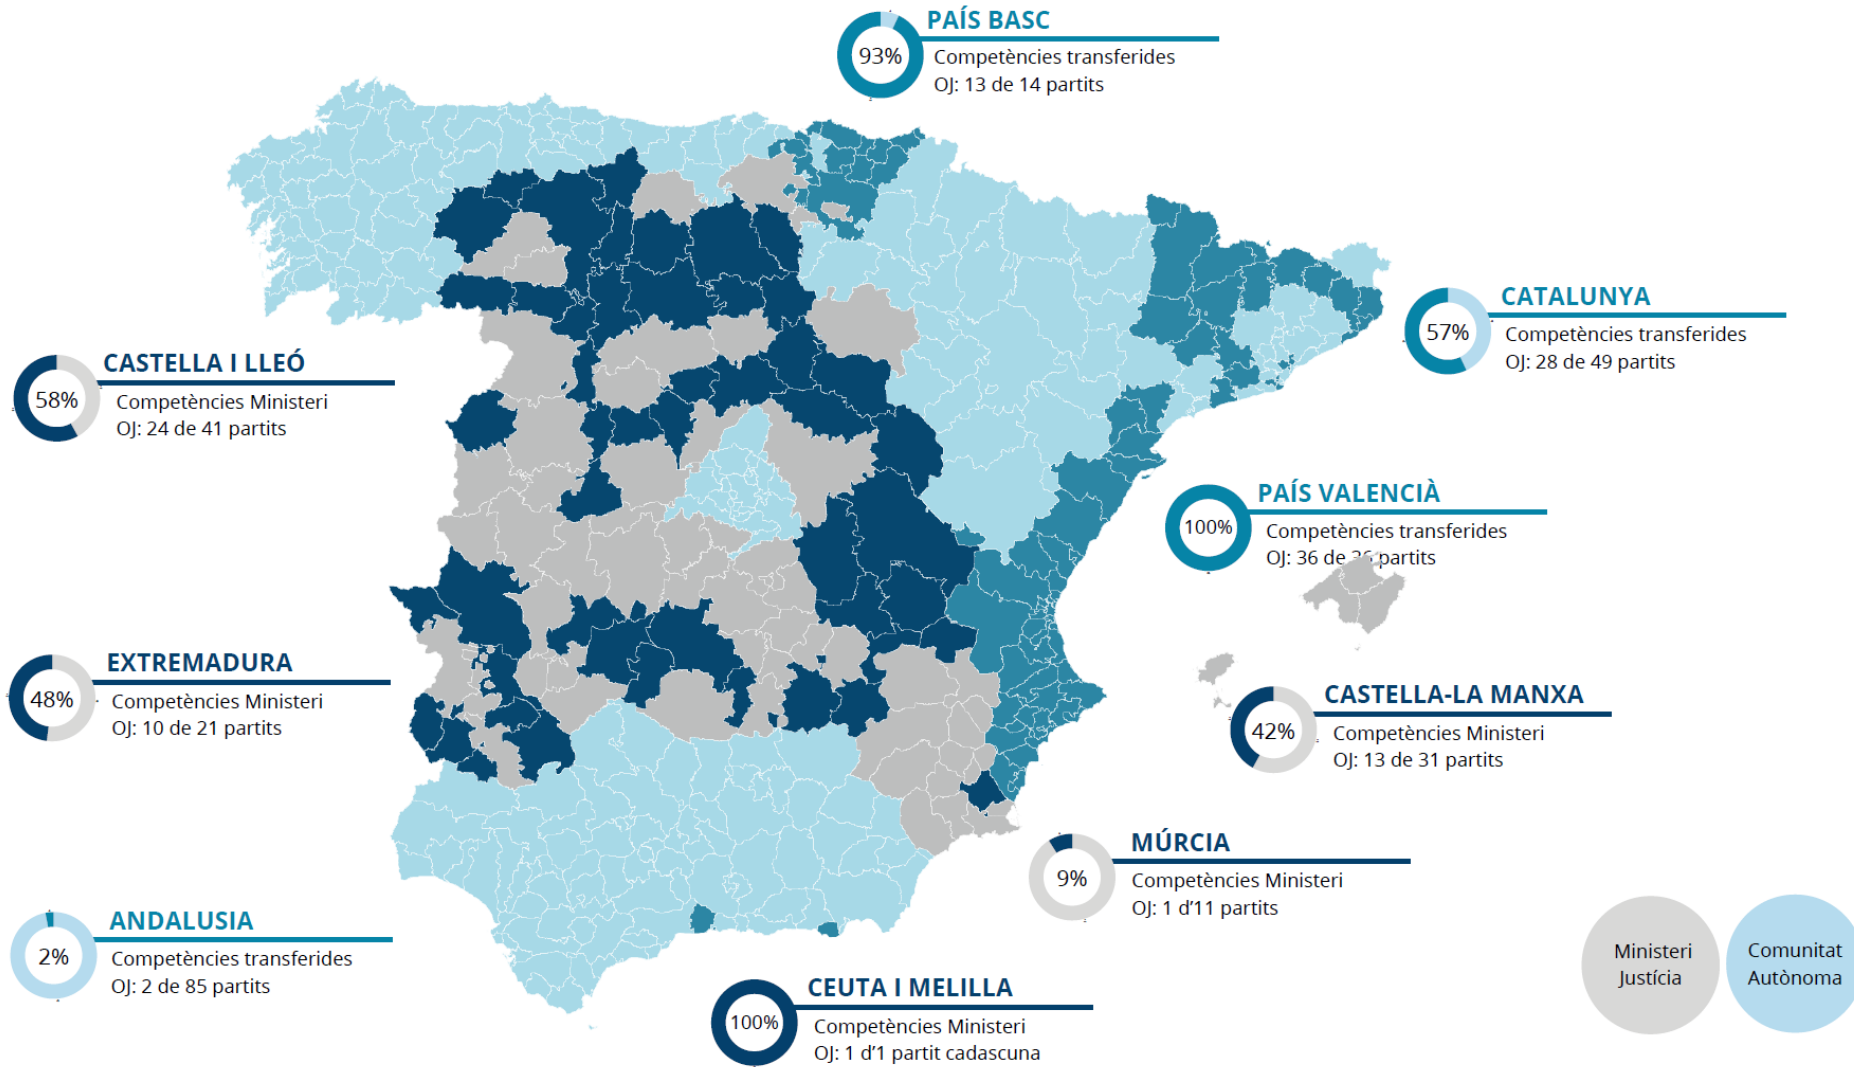 PAÍS BASC
93%
Competències transferides
OJ: 13 de 14 partits
CATALUNYA
57%
Competències transferides
OJ: 28 de 49 partits
CASTELLA I LLEÓ
58%
Competències Ministeri
OJ: 24 de 41 partits
PAÍS VALENCIÀ
100%
Competències transferides
OJ: 36 de 36 partits
EXTREMADURA
48%
Competències Ministeri
OJ: 10 de 21 partits
CASTELLA-LA MANXA
42%
Competències Ministeri
OJ: 13 de 31 partits
MÚRCIA
9%
Competències Ministeri
OJ: 1 d'11 partits
ANDALUSIA
2%
Competències transferides
OJ: 2 de 85 partits
CEUTA I MELILLA
100%
Competències Ministeri
OJ: 1 d'1 partit cadascuna
Ministeri
Justícia
Comunitat
Autònoma